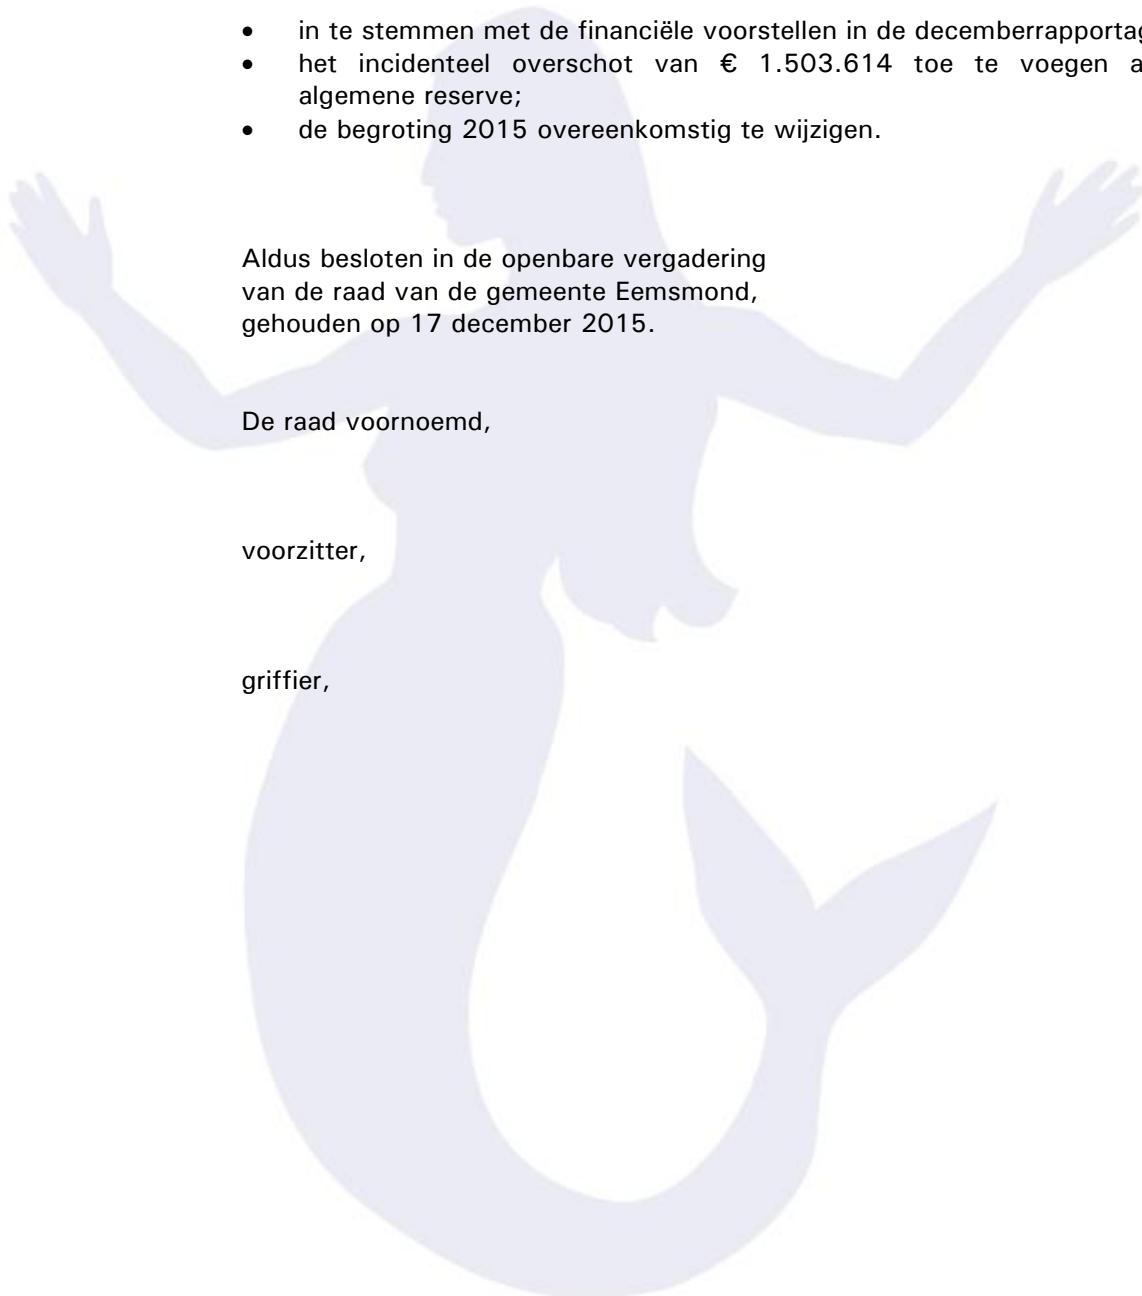 • in te stemmen met de financiële voorstellen in de
• het incidenteel overschot van € 1.503.614 toe te voegen
algemene reserve;
• de begroting 2015 overeenkomstig te wijzigen.
Aldus besloten in de openbare vergadering
van de raad van de gemeente Eemsmond,
gehouden op 17 december 2015.
De raad voornoemd,
voorzitter,
griffier,